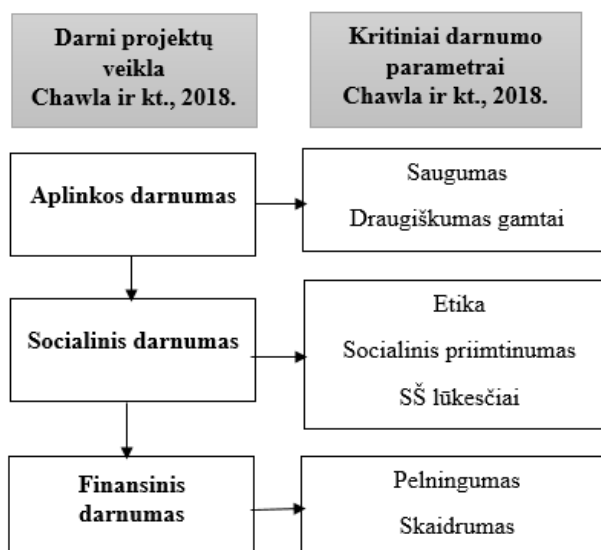 Darni projektų
veikla
Chawla ir kt., 2018.
Kritiniai darnumo
parametrai
Chawla ir kt., 2018.
Aplinkos darnumas
Saugumas
Draugiškumas gamtai
Socialinis darnumas
Etika
Socialinis priimtinumas
SŠ lūkesčiai
Finansinis
darnumas
Pelningumas
Skaidrumas